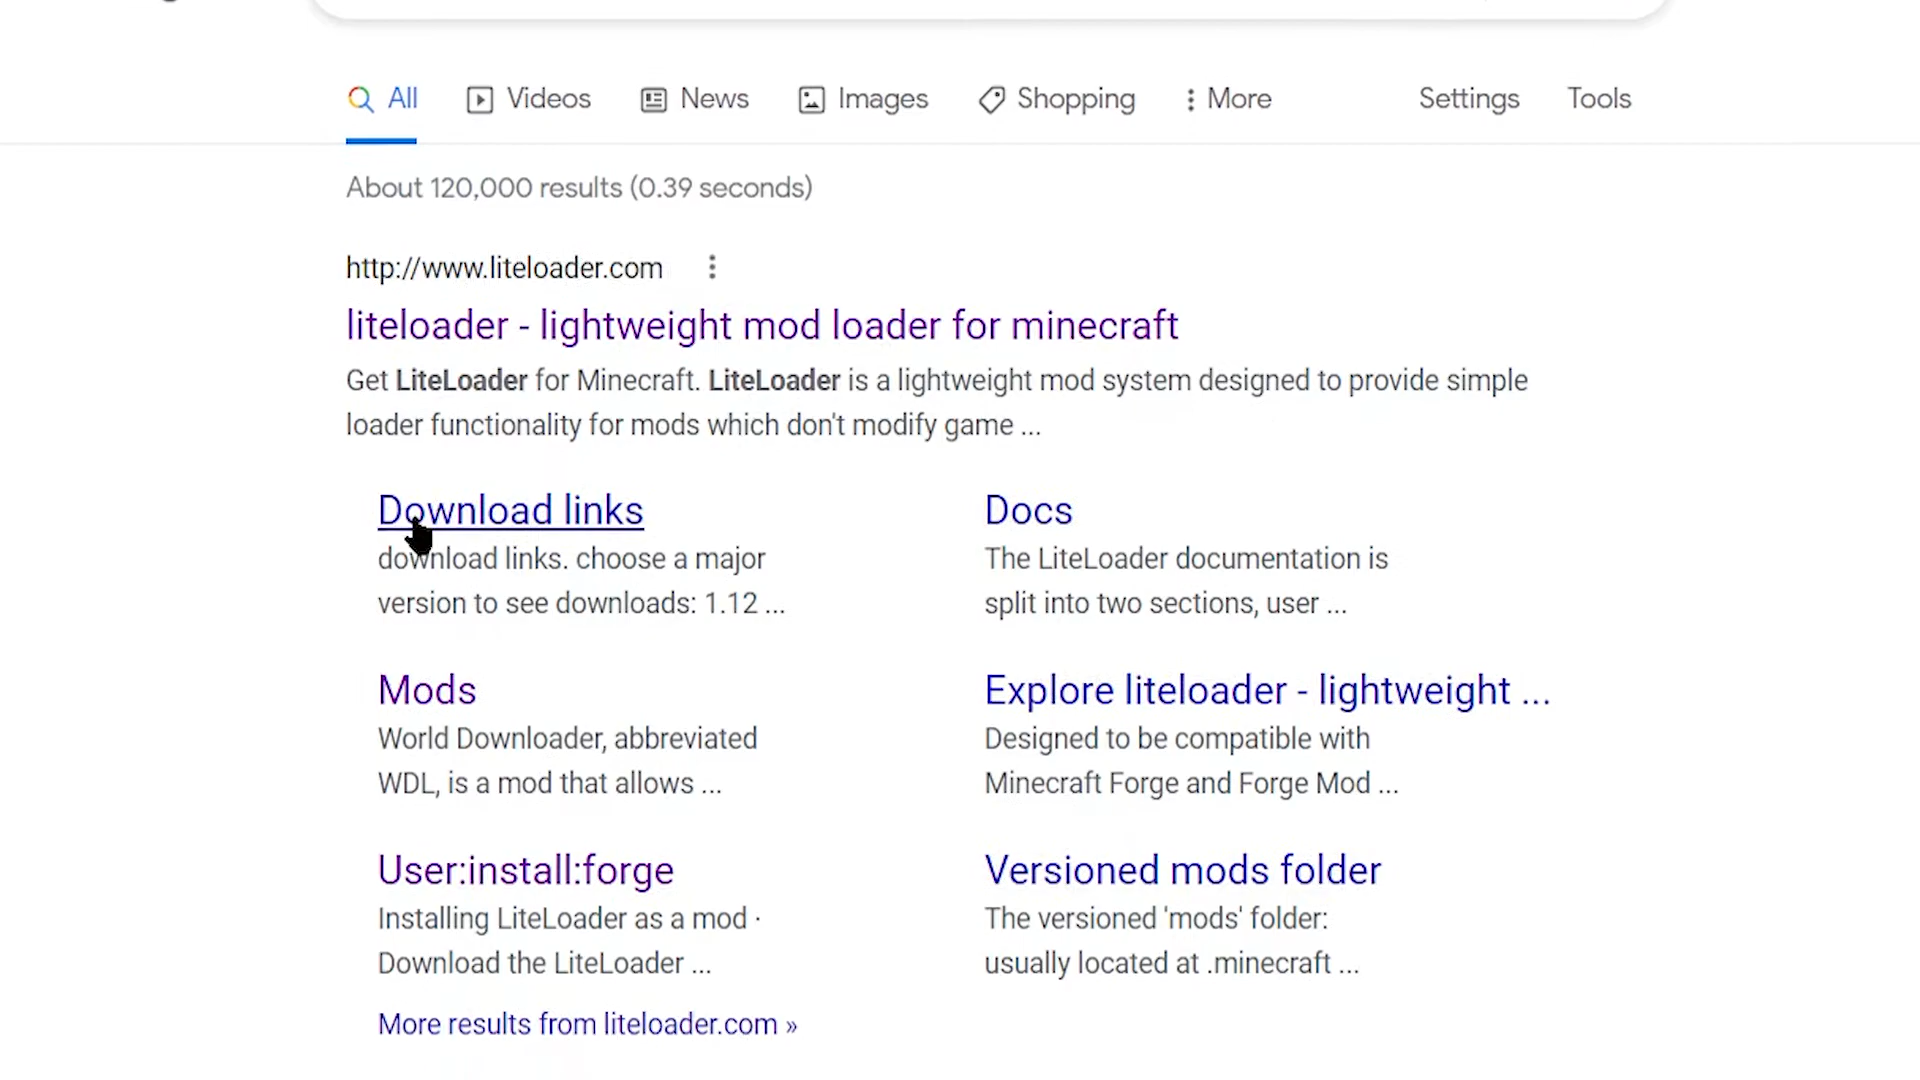 All Videos News Images Shopping More Settings Tools
About 120,000 results (0.39 seconds)
http://www.liteloader.com
liteloader - lightweight mod loader for minecraft
Get LiteLoader for Minecraft. LiteLoader is a lightweight mod system designed to provide simple
loader functionality for mods which don't modify game ...
Download links
download links. choose a major
version to see downloads: 1.12 ...
Docs
The LiteLoader documentation is
split into two sections, user ...
Mods
World Downloader, abbreviated
WDL, is a mod that allows ...
Explore liteloader - lightweight ...
Designed to be compatible with
Minecraft Forge and Forge Mod ...
User:install:forge
Installing LiteLoader as a mod ·
Download the LiteLoader ...
Versioned mods folder
The versioned 'mods' folder:
usually located at .minecraft ...
More results from liteloader.com »